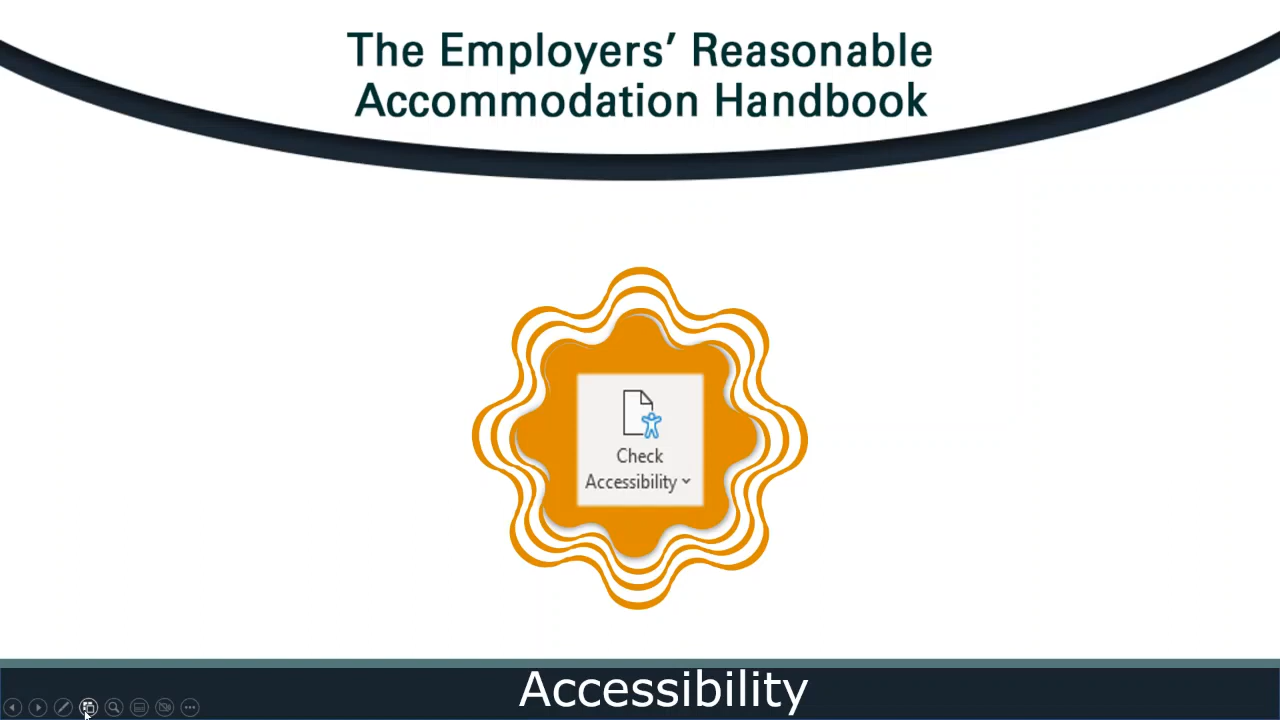 The Employers’ Reasonable
Accommodation Handbook
Check
Accessibility
Accessibility